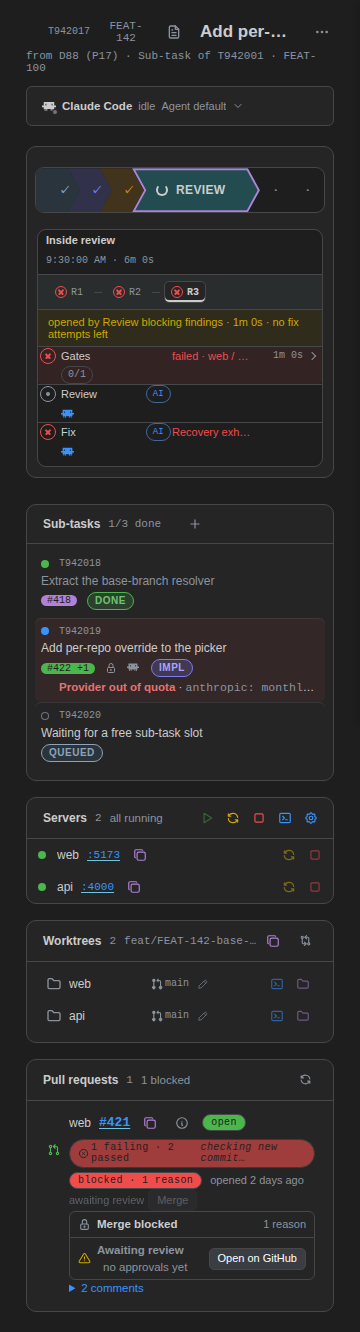 T942017 FEAT-142 Add per-…
from D88 (P17) · Sub-task of T942001 · FEAT-100
Claude Code idle Agent default
REVIEW
Inside review
9:30:00 AM · 6m 0s
R1 R2 R3
opened by Review blocking findings · 1m 0s · no fix attempts left
Gates failed · web / … 1m 0s
0/1
Review AI
Fix AI Recovery exh…
Sub-tasks 1/3 done
T942018
Extract the base-branch resolver
#418 DONE
T942019
Add per-repo override to the picker
#422 +1 IMPL
Provider out of quota · anthropic: monthl…
T942020
Waiting for a free sub-task slot
QUEUED
Servers 2 all running
web :5173
api :4000
Worktrees 2 feat/FEAT-142-base-…
web main
api main
Pull requests 1 1 blocked
web #421 open
1 failing · 2 passed checking new commit…
blocked · 1 reason opened 2 days ago
awaiting review Merge
Merge blocked 1 reason
Awaiting review
no approvals yet
Open on GitHub
2 comments